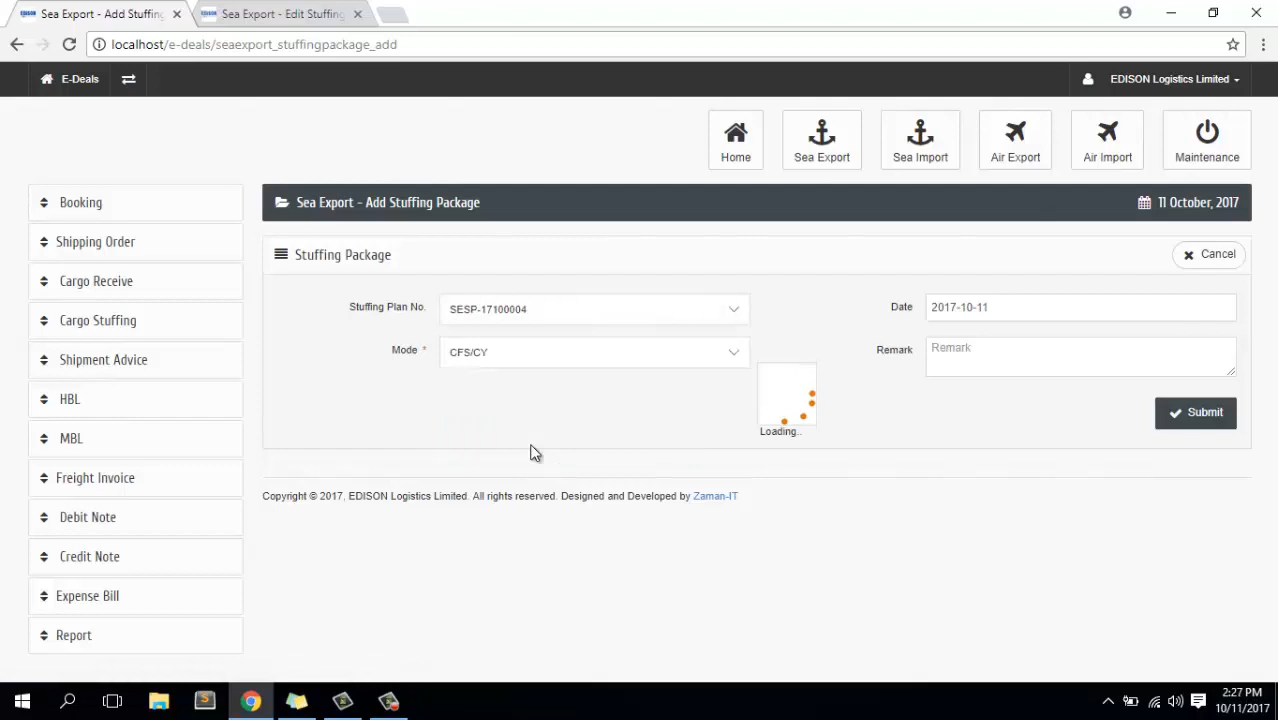 Sea Export - Add Stuffing
Sea Export - Edit Stuffing
localhost/e-deals/seaexport_stuffingpackage_add
E-Deals
EDISON Logistics Limited
Home
Sea Export
Sea Import
Air Export
Air Import
Maintenance
Booking
Shipping Order
Cargo Receive
Cargo Stuffing
Shipment Advice
HBL
MBL
Freight Invoice
Debit Note
Credit Note
Expense Bill
Report
Sea Export - Add Stuffing Package
11 October, 2017
Stuffing Package
Cancel
Stuffing Plan No.
SESP-17100004
Date
2017-10-11
Mode *
CFS/CY
Remark
Remark
Loading..
Submit
Copyright © 2017, EDISON Logistics Limited. All rights reserved. Designed and Developed by Zaman-IT
2:27 PM
10/11/2017